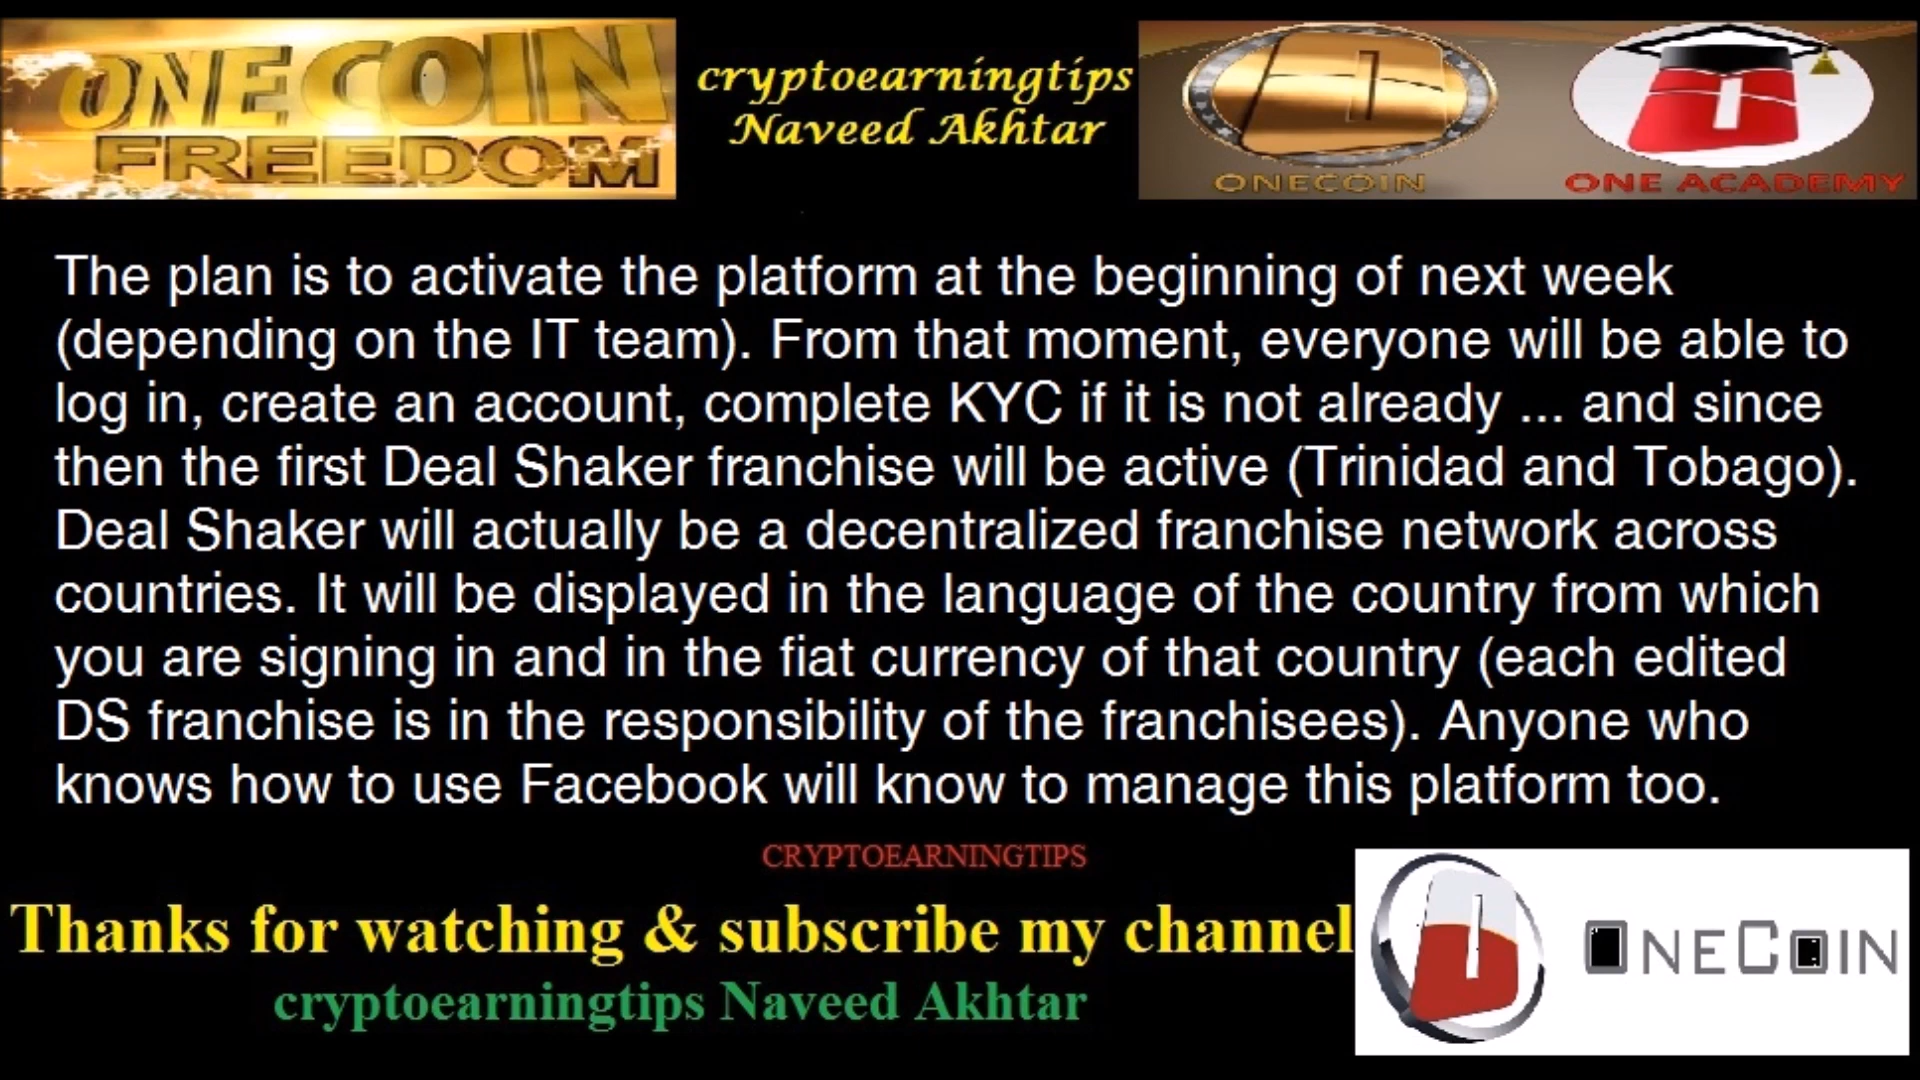 ONE COIN
FREEDOM
cryptoearningtips
Naveed Akhtar
ONECOIN
ONE ACADEMY
The plan is to activate the platform at the beginning of next week
(depending on the IT team). From that moment, everyone will be able to
log in, create an account, complete KYC if it is not already ... and since
then the first Deal Shaker franchise will be active (Trinidad and Tobago).
Deal Shaker will actually be a decentralized franchise network across
countries. It will be displayed in the language of the country from which
you are signing in and in the fiat currency of that country (each edited
DS franchise is in the responsibility of the franchisees). Anyone who
knows how to use Facebook will know to manage this platform too.
CRYPTOEARNINGTIPS
Thanks for watching & subscribe my channel
cryptoearningtips Naveed Akhtar
ONECOIN